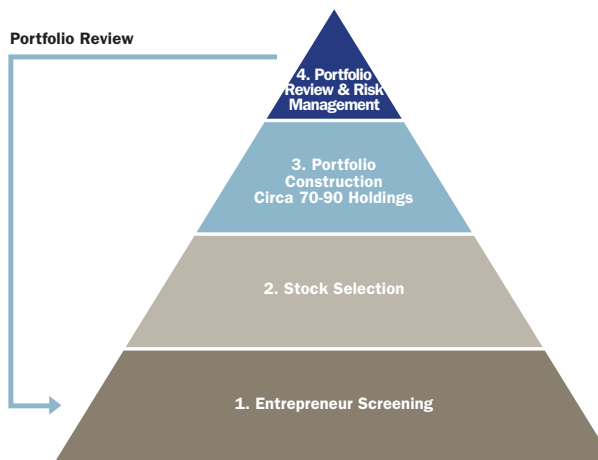 Portfolio Review
4. Portfolio
Review & Risk
Management
3. Portfolio
Construction
Circa 70-90 Holdings
2. Stock Selection
1. Entrepreneur Screening